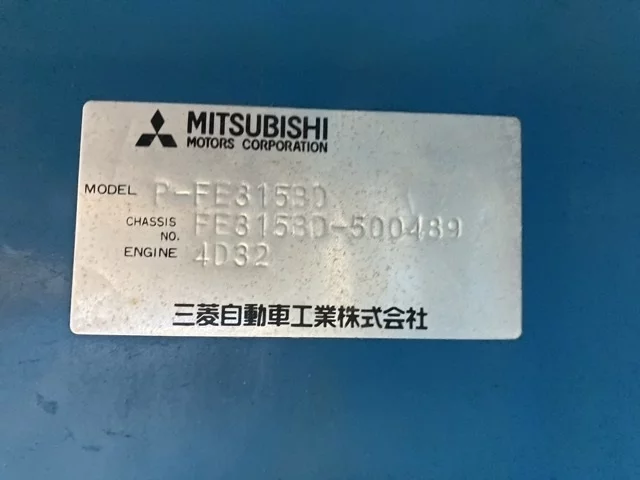 MITSUBISHI
MOTORS CORPORATION
MODEL P-FE315BD
CHASSIS NO. FE315BD-500489
ENGINE 4D32
三菱自動車工業株式会社